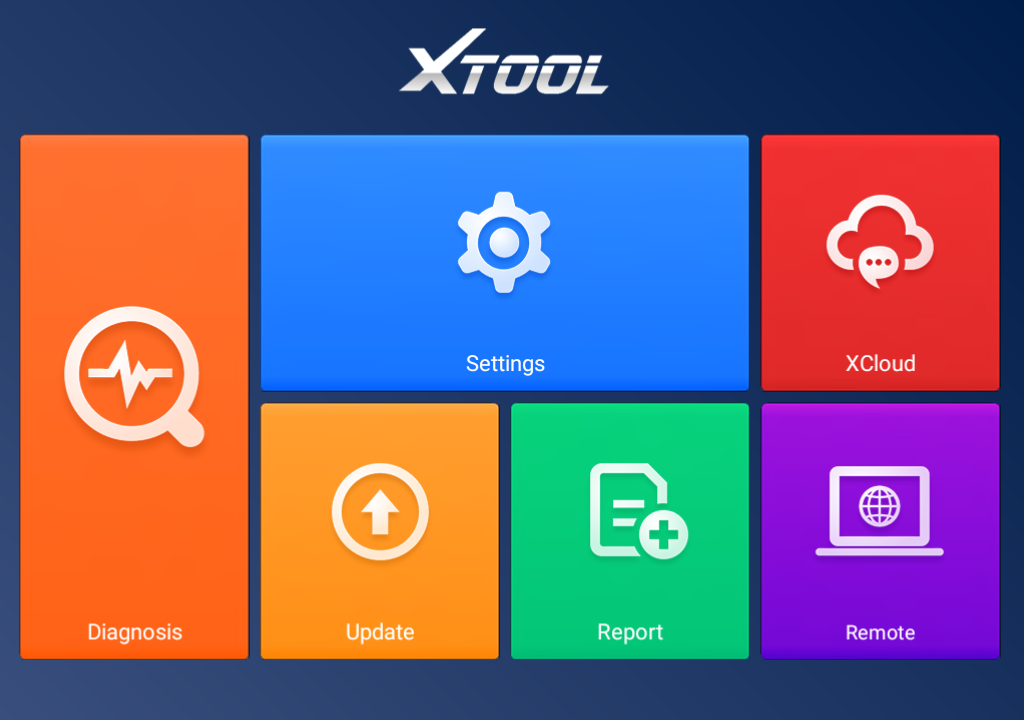 XTOOL
Settings
XCloud
Diagnosis
Update
Report
Remote